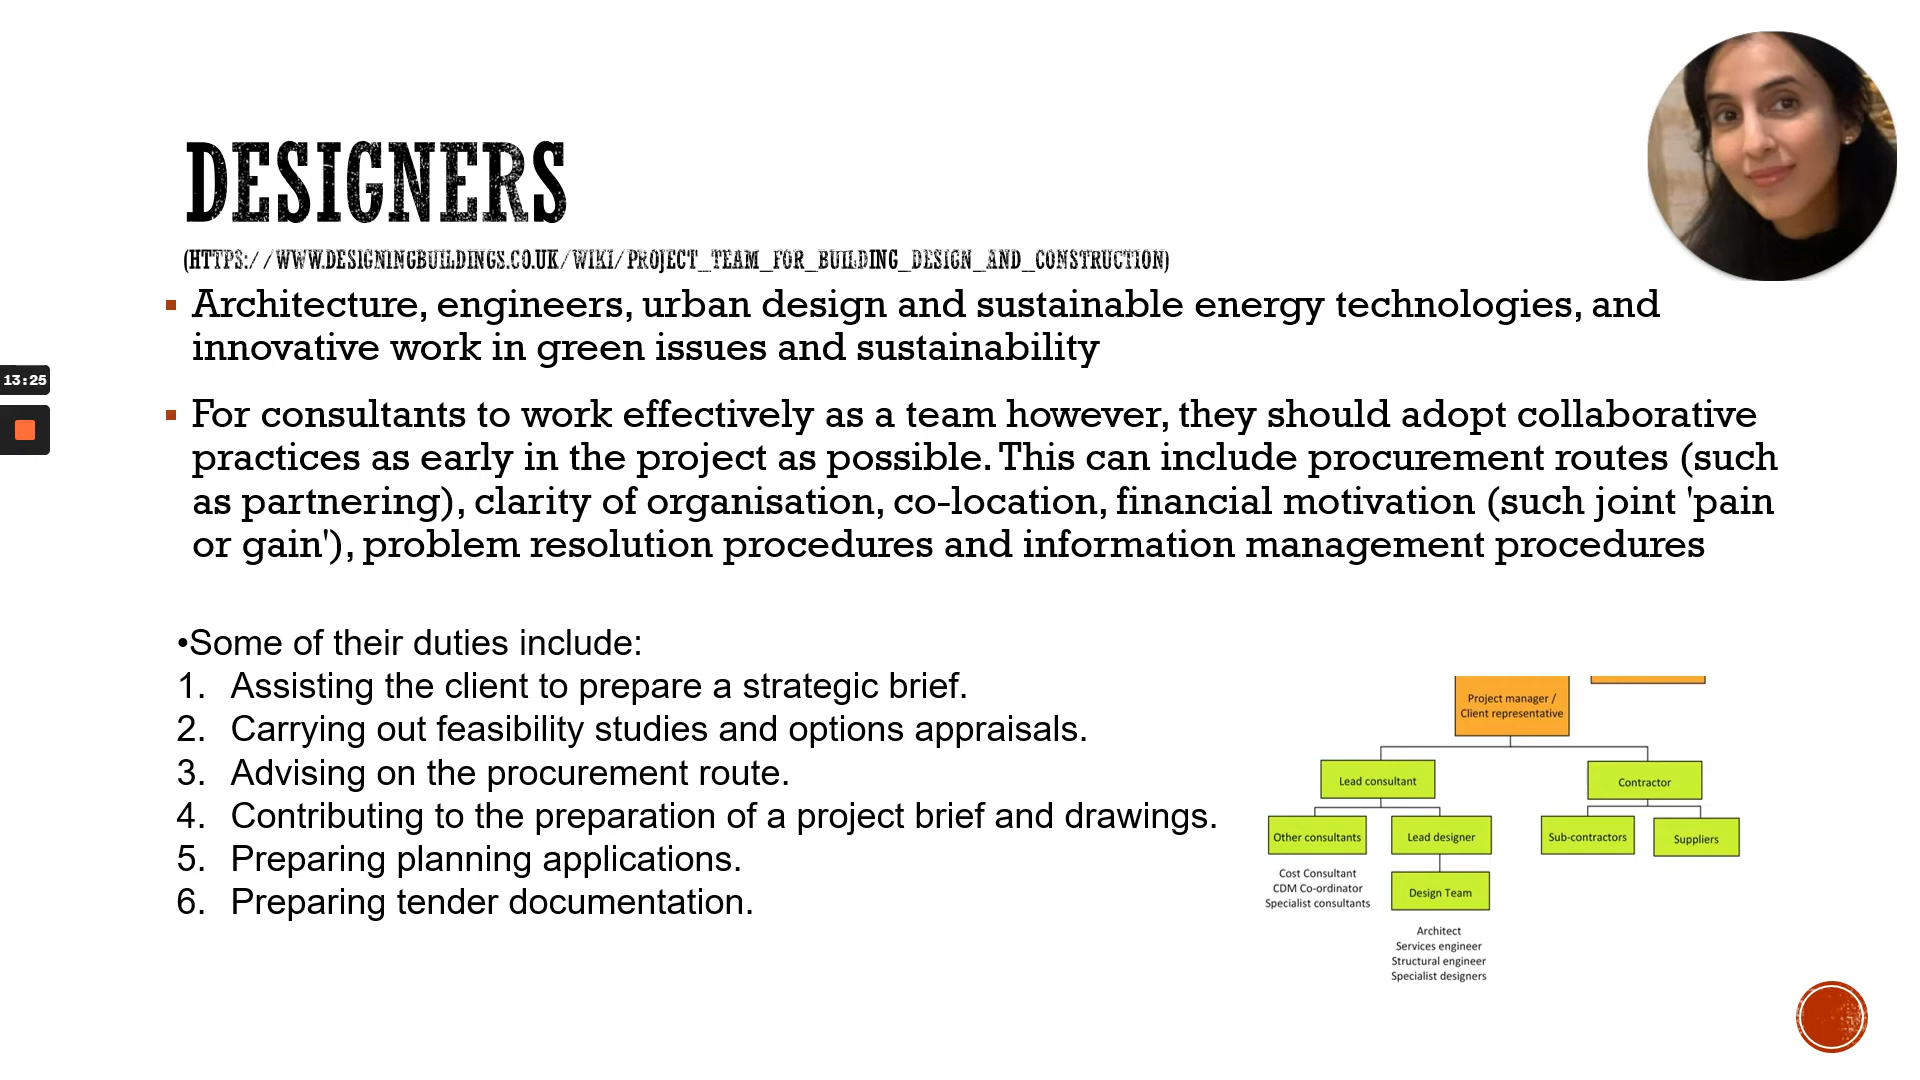 DESIGNERS
(HTTPS://WWW.DESIGNINGBUILDINGS.CO.UK/WIKI/PROJECT_TEAM_FOR_BUILDING_DESIGN_AND_CONSTRUCTION)
Architecture, engineers, urban design and sustainable energy technologies, and
innovative work in green issues and sustainability
13:25
For consultants to work effectively as a team however, they should adopt collaborative
practices as early in the project as possible. This can include procurement routes (such
as partnering), clarity of organisation, co-location, financial motivation (such joint 'pain
or gain'), problem resolution procedures and information management procedures
•Some of their duties include:
1. Assisting the client to prepare a strategic brief.
2. Carrying out feasibility studies and options appraisals.
3. Advising on the procurement route.
4. Contributing to the preparation of a project brief and drawings.
5. Preparing planning applications.
6. Preparing tender documentation.
Project manager /
Client representative
Lead consultant
Contractor
Other consultants
Lead designer
Sub-contractors
Suppliers
Cost Consultant
CDM Co-ordinator
Specialist consultants
Design Team
Architect
Services engineer
Structural engineer
Specialist designers